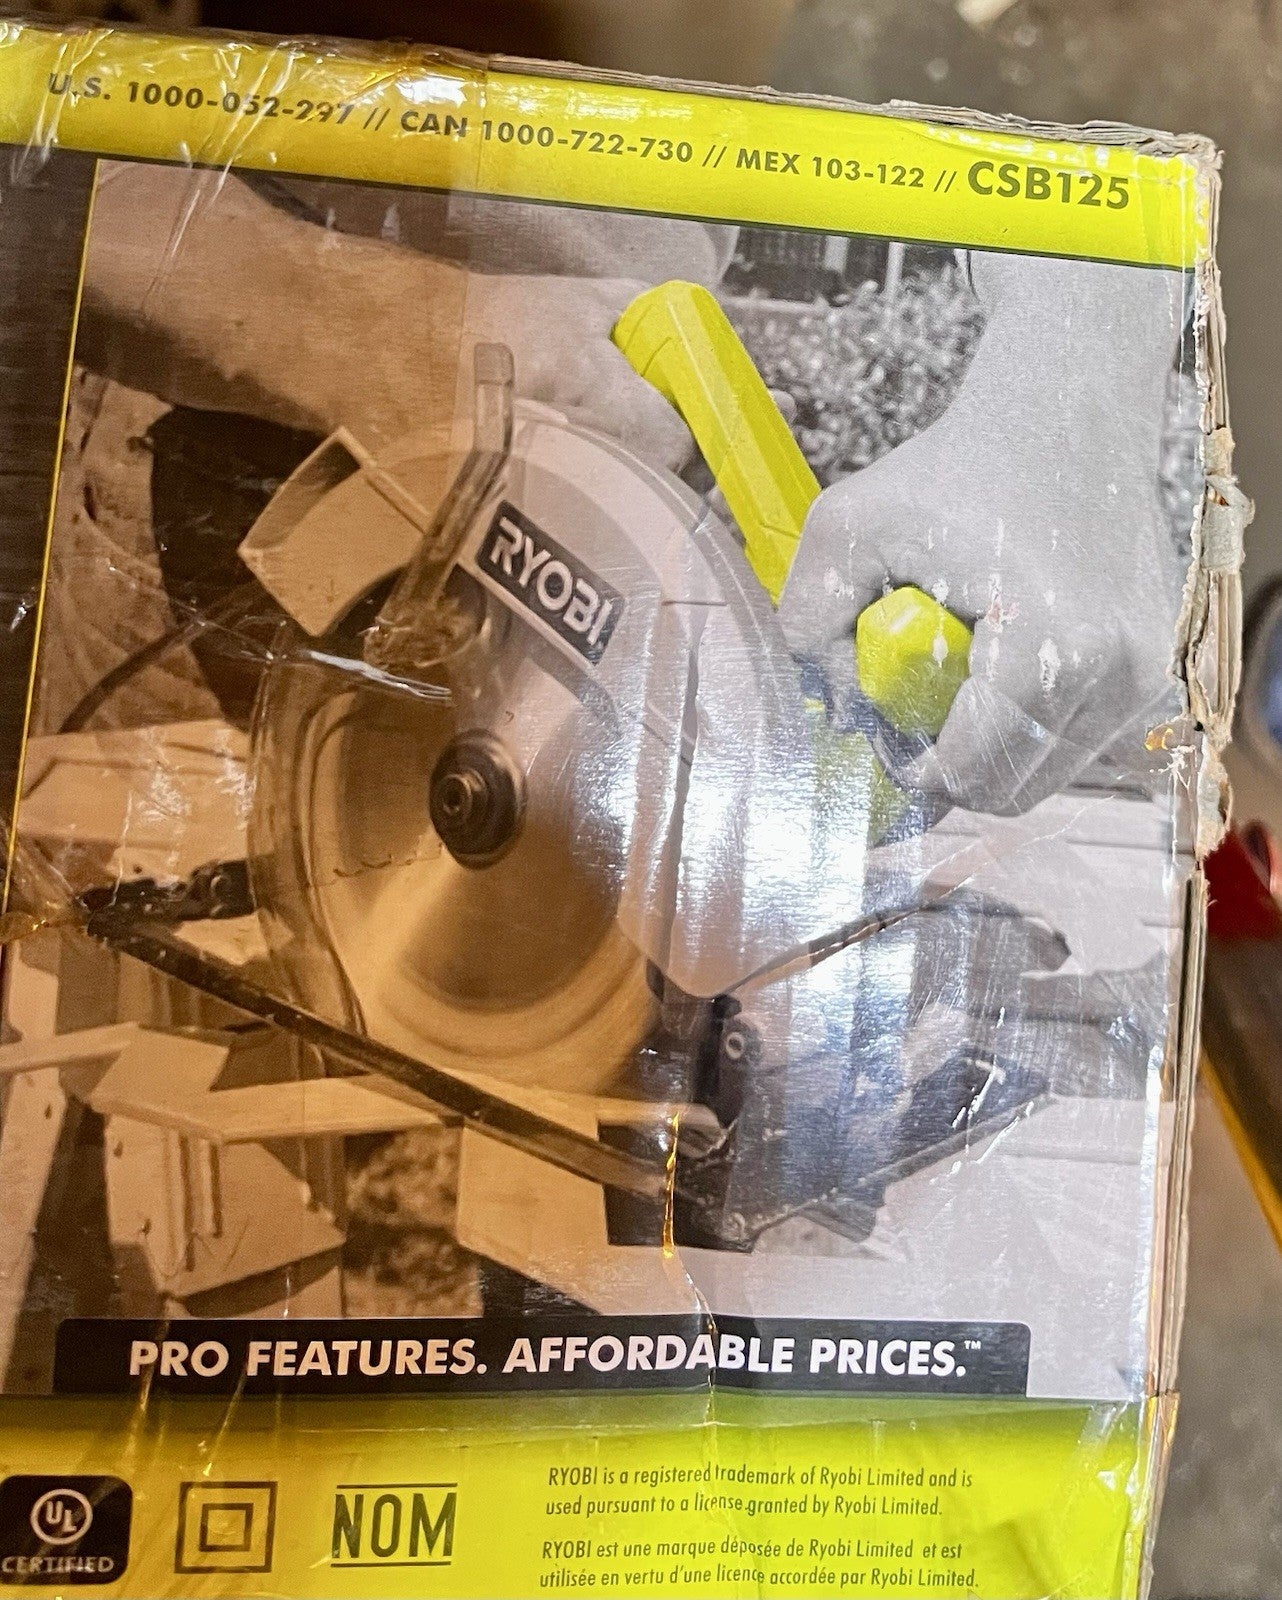 U.S. 1000-052-297 // CAN 1000-722-730 // MEX 103-122 // CSB125
RYOBI
PRO FEATURES. AFFORDABLE PRICES.™
UL
CERTIFIED
NOM
RYOBI is a registered trademark of Ryobi Limited and is
used pursuant to a license granted by Ryobi Limited.
RYOBI est une marque déposée de Ryobi Limited et est
utilisée en vertu d'une licence accordée par Ryobi Limited.